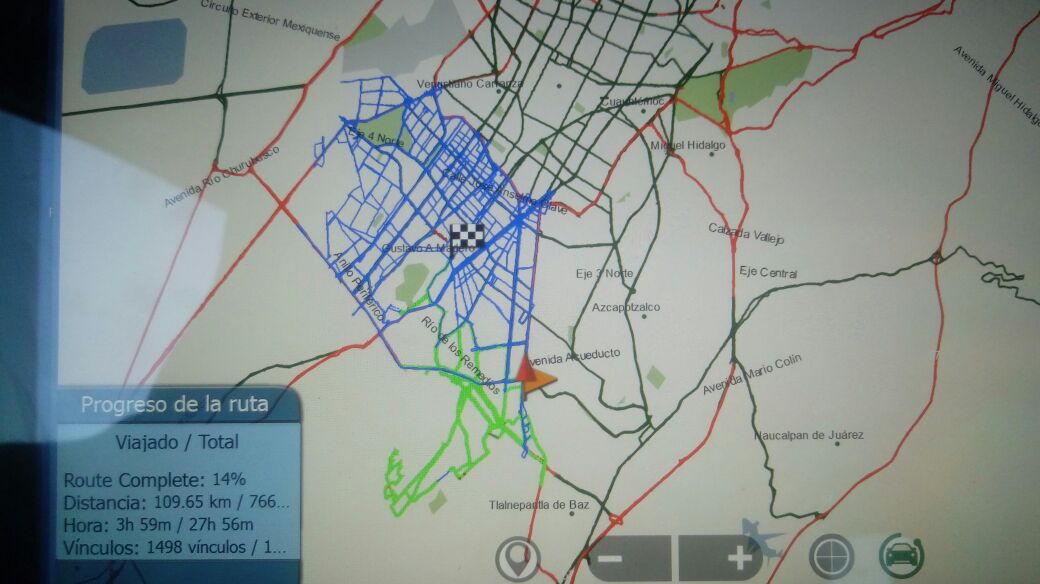 Circuito Exterior Mexiquense
Avenida Miguel Hidalgo
Venustiano Carranza
Cuauhtémoc
Eje 4 Norte
Miguel Hidalgo
Avenida Río Churubusco
Calle José Anselmo Clave
Calzada Vallejo
Gustavo A Madero
Eje 3 Norte
Eje Central
Anillo Periférico
Azcapotzalco
Río de los Remedios
Avenida Acueducto
Avenida Mario Colín
Naucalpan de Juárez
Tlalnepantla de Baz
Progreso de la ruta
Viajado / Total
Route Complete: 14%
Distancia: 109.65 km / 766...
Hora: 3h 59m / 27h 56m
Vínculos: 1498 vínculos / 1...